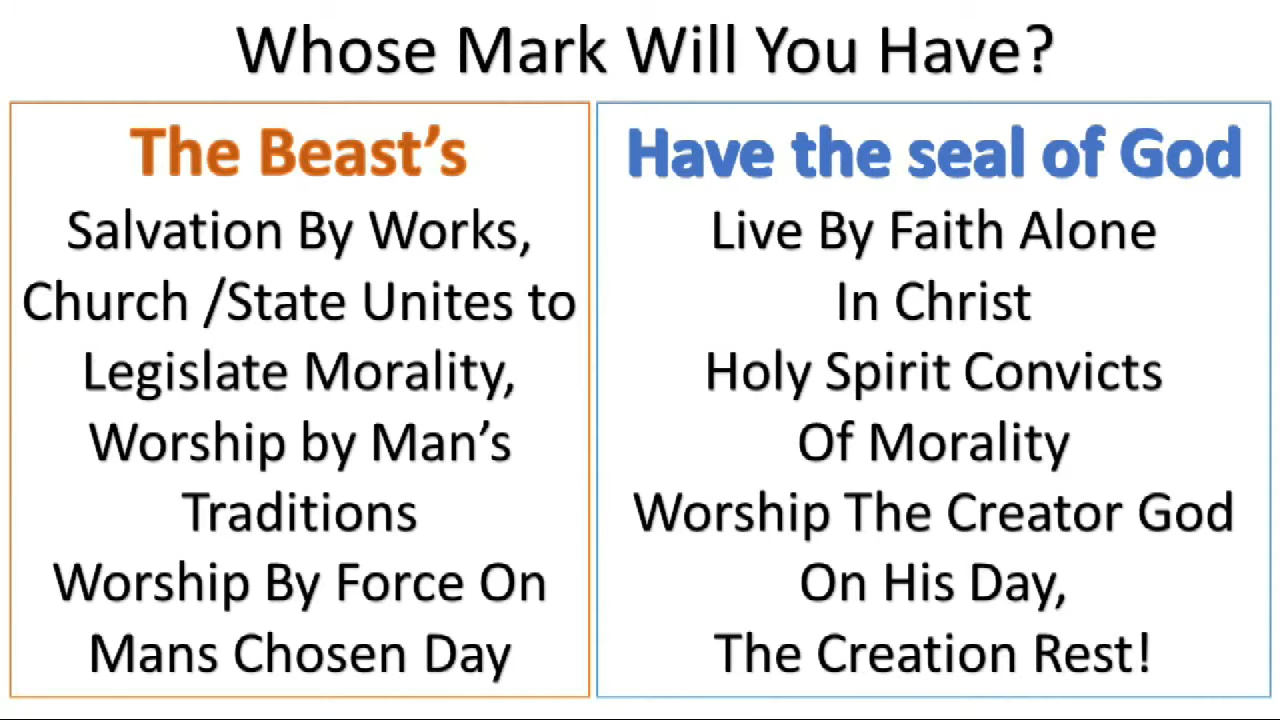 Whose Mark Will You Have?
The Beast's
Salvation By Works,
Church /State Unites to
Legislate Morality,
Worship by Man's
Traditions
Worship By Force On
Mans Chosen Day
Have the seal of God
Live By Faith Alone
In Christ
Holy Spirit Convicts
Of Morality
Worship The Creator God
On His Day,
The Creation Rest!